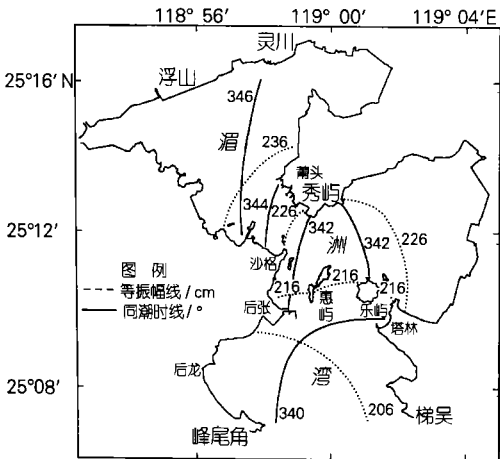 118°56′ 119°00′ 119°04′
灵川
25°16′N
浮山
346
湄
236
莆头
秀屿
344
226
342
洲
342
226
25°12′
沙格
图 例
等振幅线/cm
同潮时线/°
216
216
216
惠屿
乐屿
后张
塔林
25°08′
后龙
湾
340
206
峰尾角
梯吴